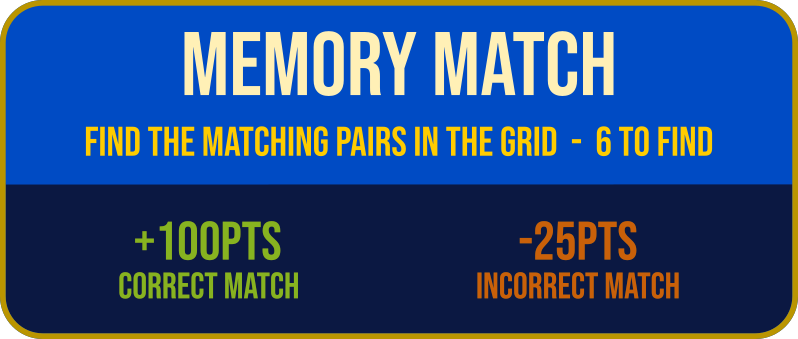 MEMORY MATCH
FIND THE MATCHING PAIRS IN THE GRID - 6 TO FIND
+100PTS
CORRECT MATCH
-25PTS
INCORRECT MATCH